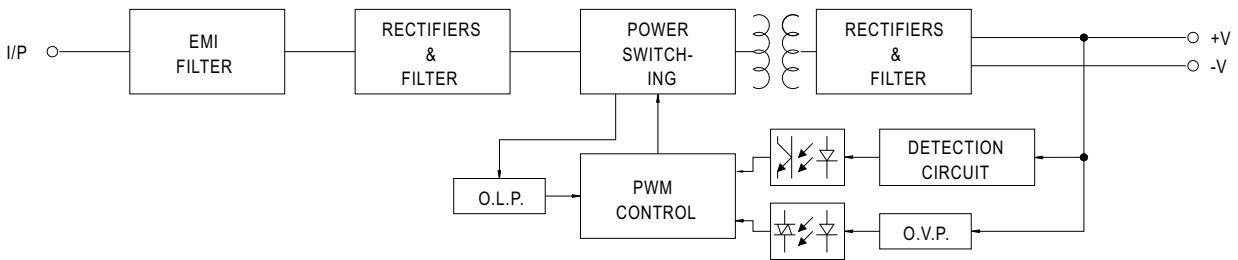 I/P
EMI
FILTER
RECTIFIERS
&
FILTER
POWER
SWITCH-
ING
RECTIFIERS
&
FILTER
+V
-V
O.L.P.
PWM
CONTROL
DETECTION
CIRCUIT
O.V.P.